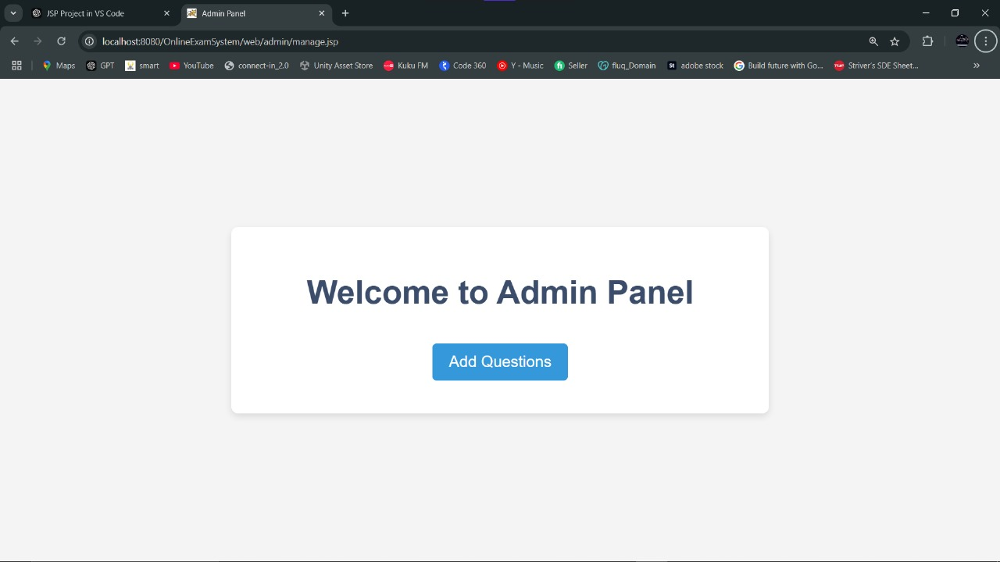 JSP Project in VS Code
Admin Panel
localhost:8080/OnlineExamSystem/web/admin/manage.jsp
Maps GPT smart YouTube connect-in_2.0 Unity Asset Store Kuku FM Code 360 Y - Music Seller fluq_Domain adobe stock Build future with Go... Striver's SDE Sheet...
Welcome to Admin Panel
Add Questions